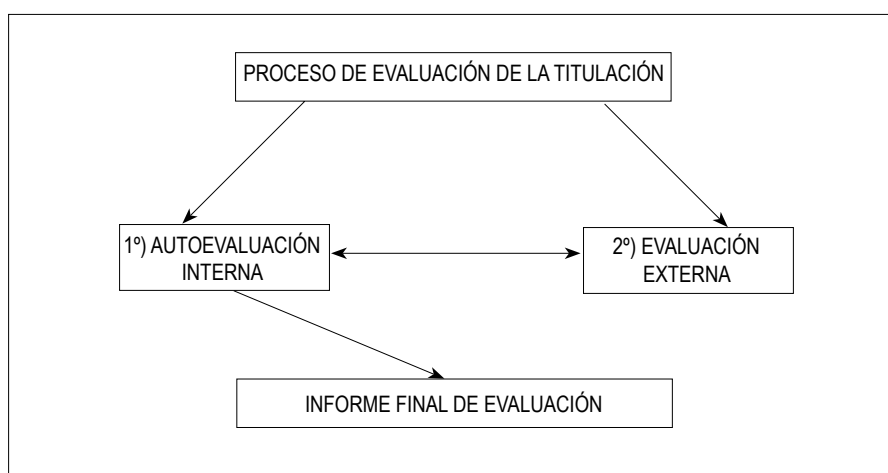 PROCESO DE EVALUACIÓN DE LA TITULACIÓN
1º) AUTOEVALUACIÓN
INTERNA
2º) EVALUACIÓN
EXTERNA
INFORME FINAL DE EVALUACIÓN